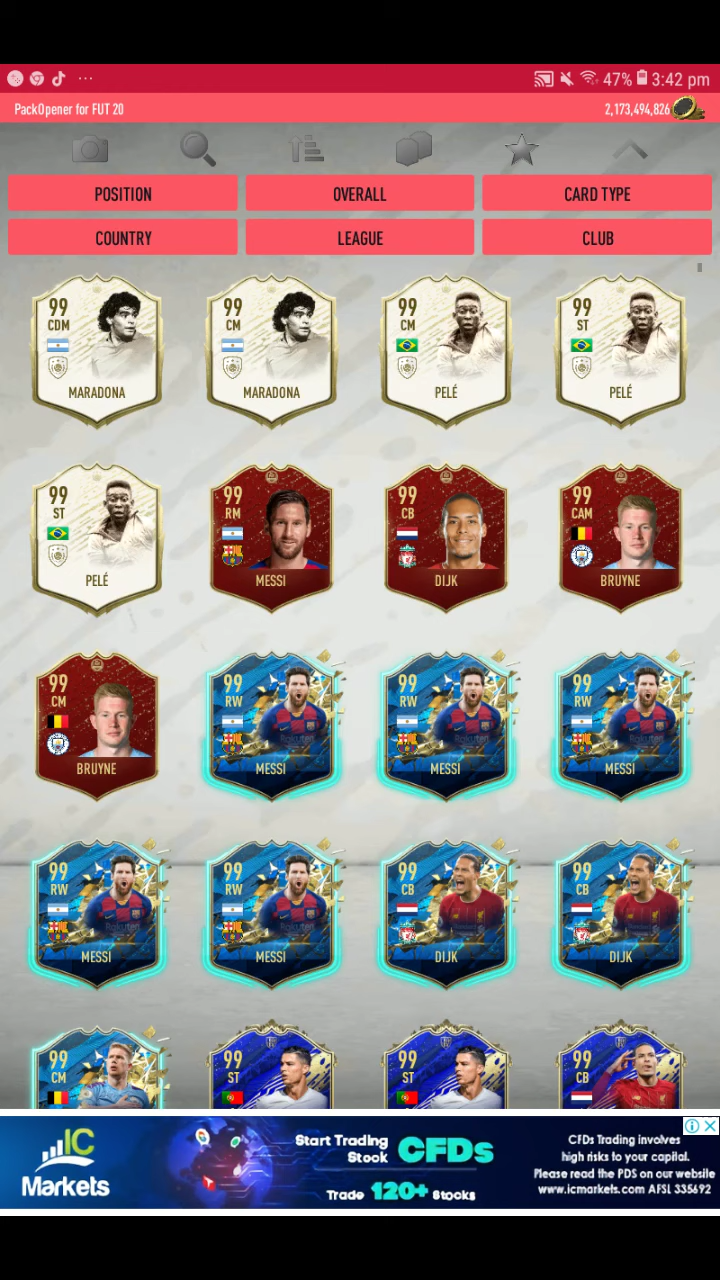 47% 3:42 pm
PackOpener for FUT 20 2,173,494,826
POSITION OVERALL CARD TYPE
COUNTRY LEAGUE CLUB
99 99 99 99
CDM CM CM ST
MARADONA MARADONA PELÉ PELÉ
99 99 99 99
ST RM CB CAM
PELÉ MESSI DIJK BRUYNE
99 99 99 99
CM RW RW RW
BRUYNE MESSI MESSI MESSI
99 99 99 99
RW RW CB CB
MESSI MESSI DIJK DIJK
99 99 99 99
CM ST ST CB
IC Markets
Start Trading
Stock CFDs
Trade 120+ Stocks
CFDs Trading involves
high risks to your capital.
Please read the PDS on our website
www.icmarkets.com AFSL 335692